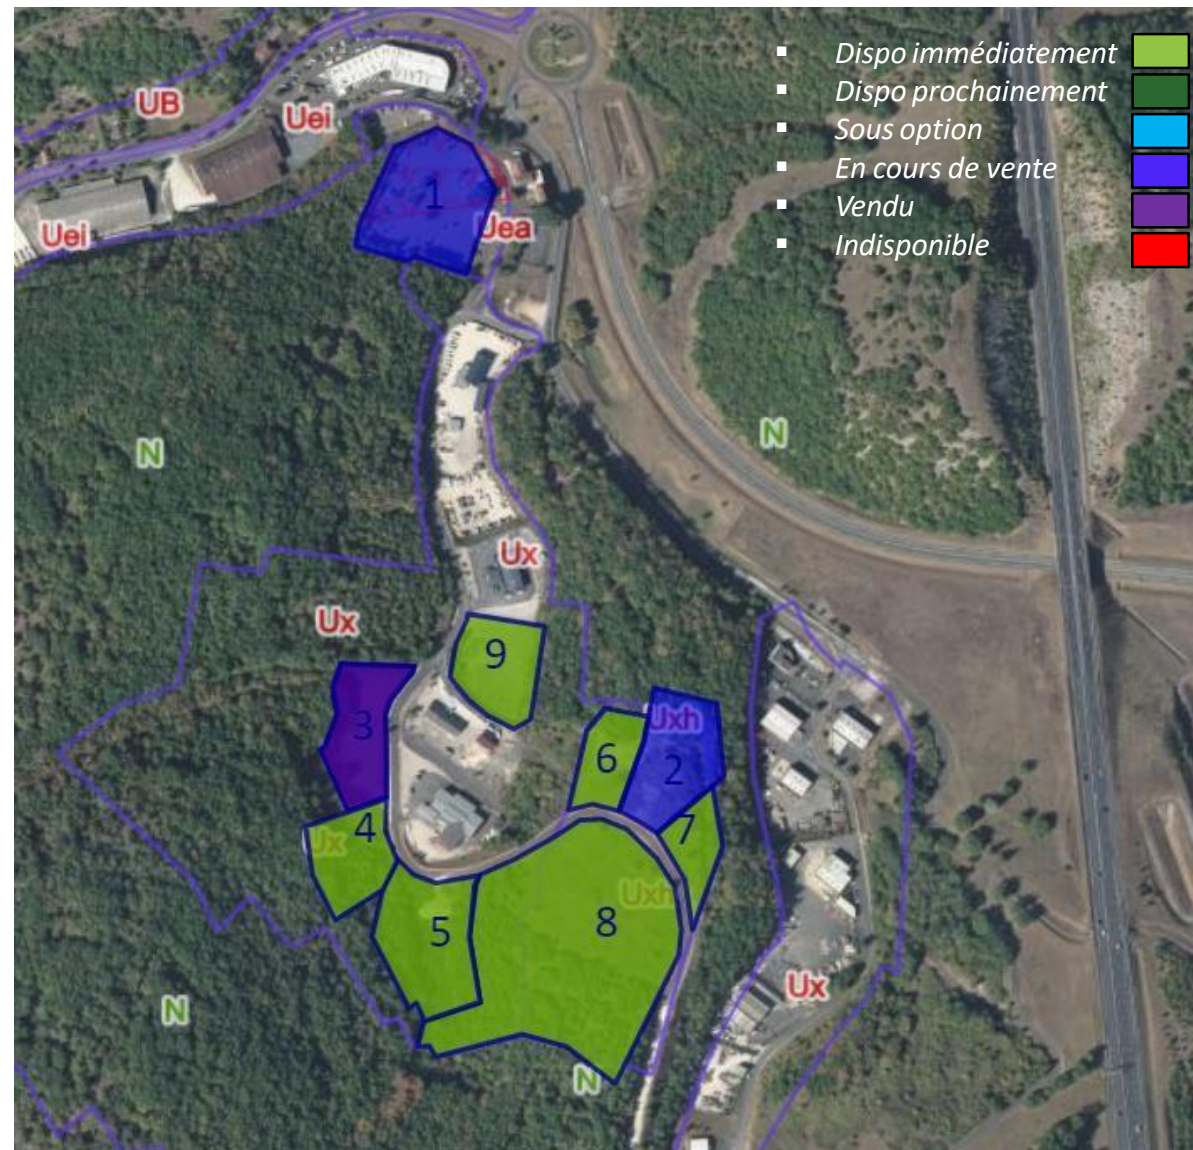 Dispo immédiatement
Dispo prochainement
Sous option
En cours de vente
Vendu
Indisponible
UB
Uei
1
Uei
Uea
N
N
Ux
Ux
9
3
Uxh
6
2
4
Ux
7
Uxh
5
8
Ux
N
N